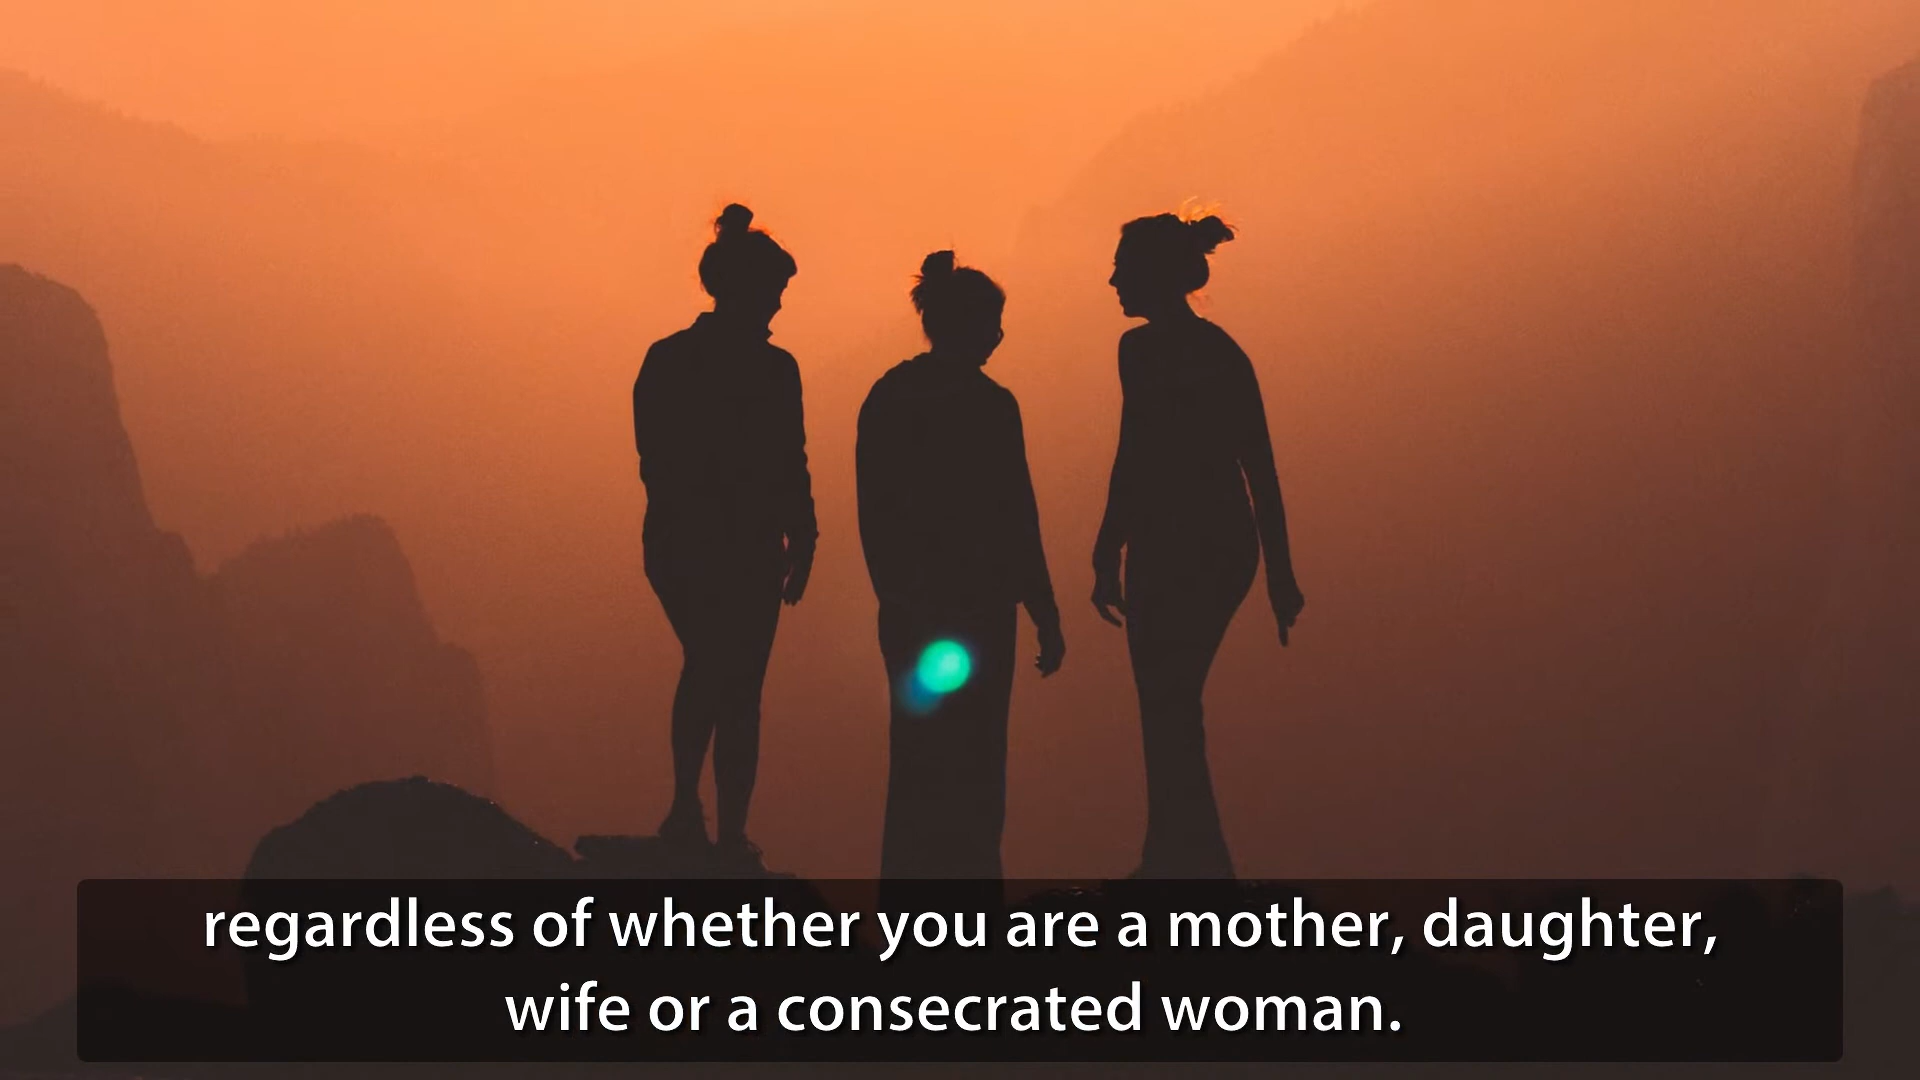 regardless of whether you are a mother, daughter,
wife or a consecrated woman.